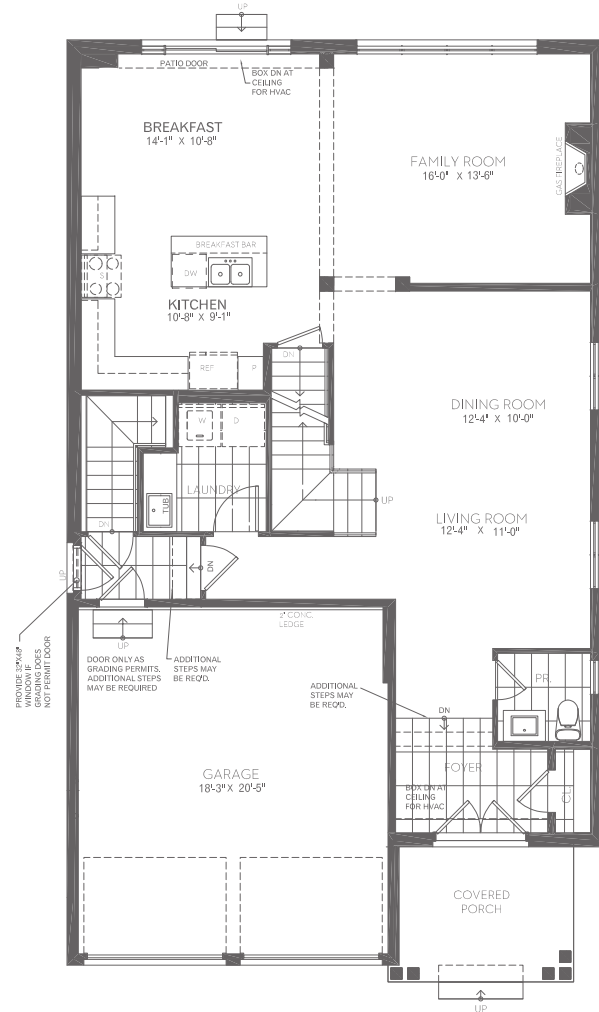 UP
PATIO DOOR
BOX DN AT
CEILING
FOR HVAC
BREAKFAST
14'-1" X 10'-8"
FAMILY ROOM
16'-0" X 13'-6"
GAS FIREPLACE
BREAKFAST BAR
DW
S
KITCHEN
10'-8" X 9'-1"
REF.
P
DN
W
D
DINING ROOM
12'-4" X 10'-0"
LAUNDRY
TUB
UP
LIVING ROOM
12'-4" X 11'-0"
DN
DN
UP
PROVIDE 32"X48"
WINDOW IF
GRADING DOES
NOT PERMIT DOOR
UP
2" CONC.
LEDGE
DOOR ONLY AS
GRADING PERMITS.
ADDITIONAL STEPS
MAY BE REQUIRED
ADDITIONAL
STEPS MAY
BE REQ'D.
ADDITIONAL
STEPS MAY
BE REQ'D.
PR.
DN
FOYER
GARAGE
18'-3" X 20'-5"
BOX DN AT
CEILING
FOR HVAC
CL.
COVERED
PORCH
UP